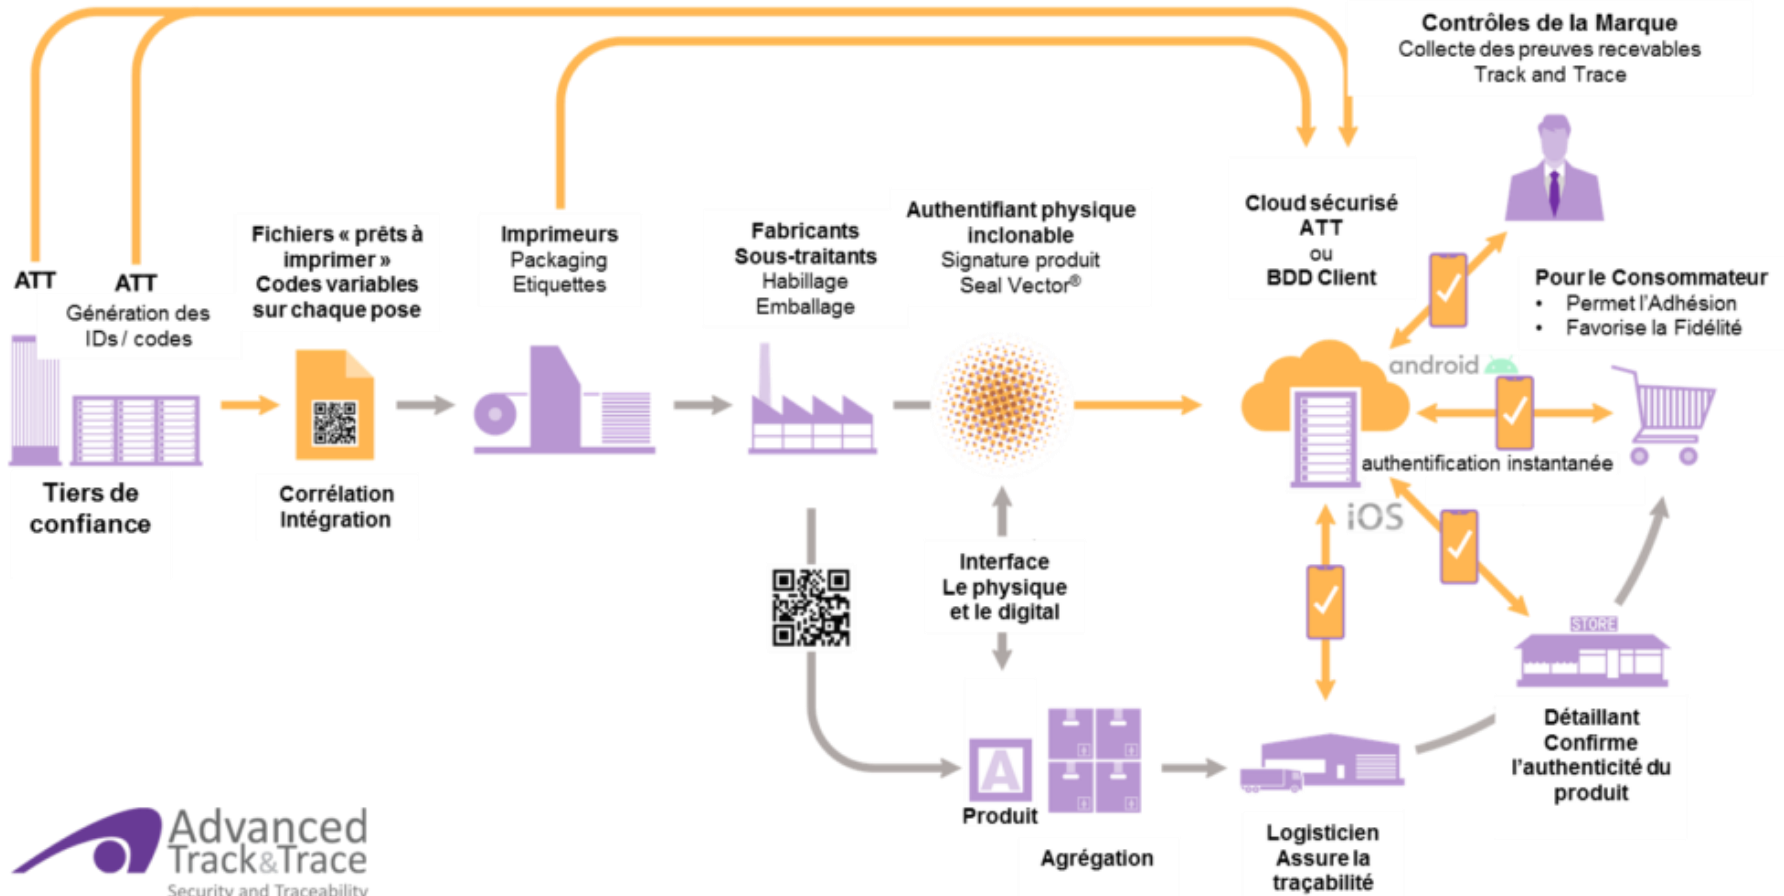 Contrôles de la Marque
Collecte des preuves recevables
Track and Trace
ATT
ATT
Génération des
IDs / codes
Tiers de
confiance
Fichiers « prêts à
imprimer »
Codes variables
sur chaque pose
Corrélation
Intégration
Imprimeurs
Packaging
Etiquettes
Fabricants
Sous-traitants
Habillage
Emballage
Authentifiant physique
inclonable
Signature produit
Seal Vector®
Interface
Le physique
et le digital
Cloud sécurisé
ATT
ou
BDD Client
Pour le Consommateur
• Permet l'Adhésion
• Favorise la Fidélité
android
authentification instantanée
iOS
STORE
Détaillant
Confirme
l'authenticité du
produit
A
Produit
Agrégation
Logisticien
Assure la
traçabilité
Advanced
Track&Trace
Security and Traceability